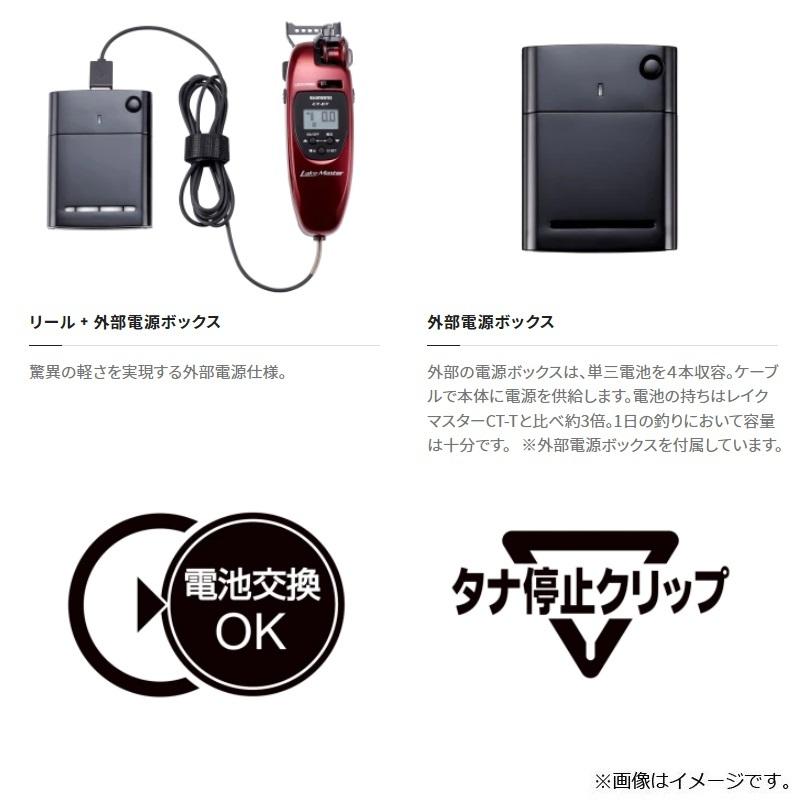 SHIMANO
CT-ET
0.0
ON/OFF
Lake Master
リール + 外部電源ボックス
驚異の軽さを実現する外部電源仕様。
外部電源ボックス
外部の電源ボックスは、単三電池を4本収容。ケーブ
ルで本体に電源を供給します。電池の持ちはレイク
マスターCT-Tと比べ約3倍。1日の釣りにおいて容量
は十分です。 ※外部電源ボックスを付属しています。
電池交換
OK
タナ停止クリップ
※画像はイメージです。